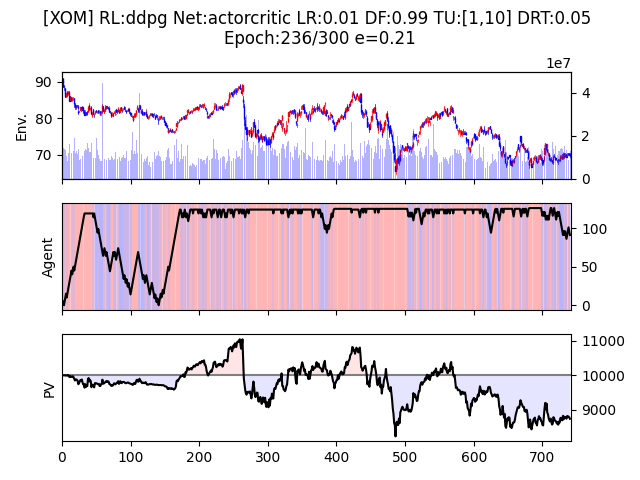 [XOM] RL:ddpg Net:actorcritic LR:0.01 DF:0.99 TU:[1,10] DRT:0.05
Epoch:236/300 e=0.21
1e7
Env.
90
80
70
4
2
0
Agent
100
50
0
PV
11000
10000
9000
0 100 200 300 400 500 600 700